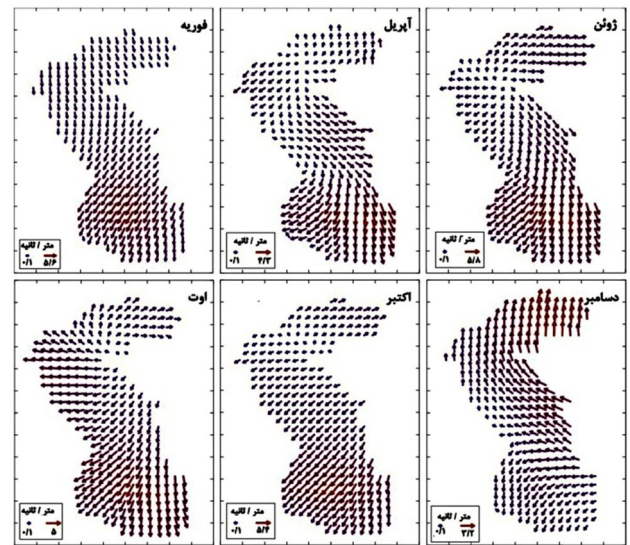 ژوئن
آپریل
فوریه
متر / ثانیه
۰/۱ ۵/۸
متر / ثانیه
۰/۱
متر / ثانیه
۰/۱ ۵/۶
دسامبر
اکتبر
اوت
متر / ثانیه
۰/۱ ۳/۲
متر / ثانیه
۰/۱ ۵/۴
متر / ثانیه
۰/۱ ۵